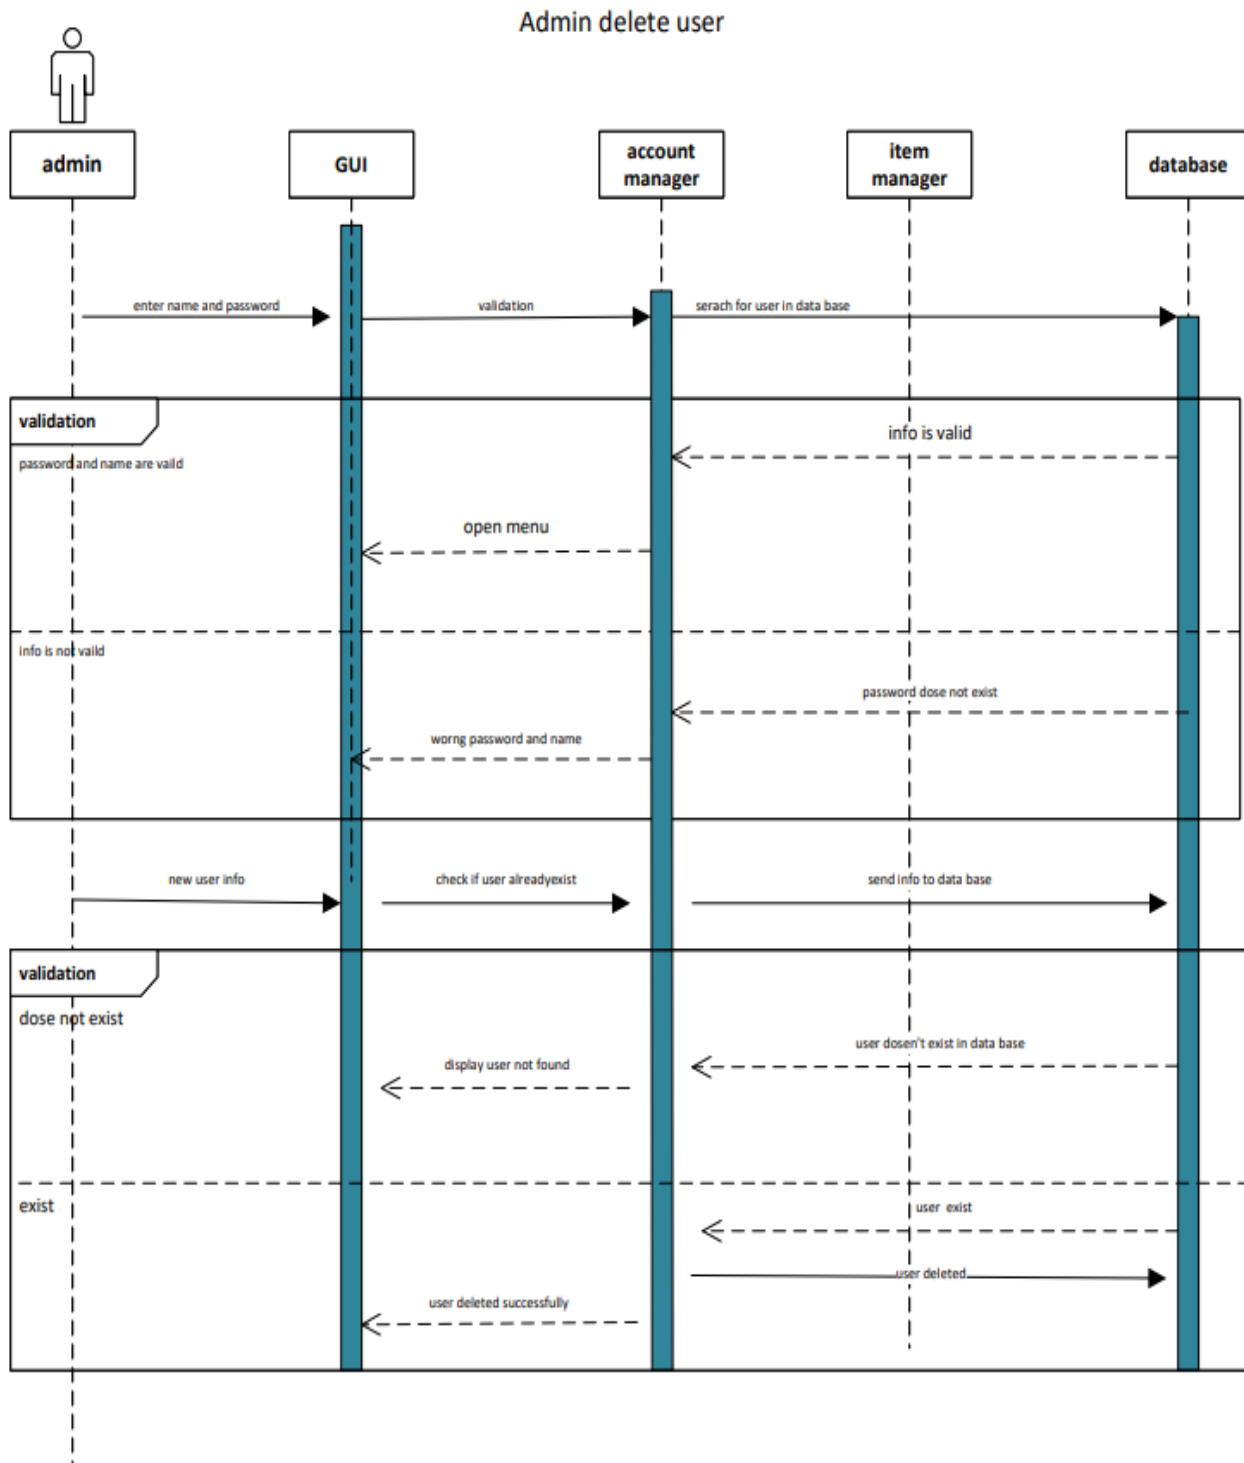 Admin delete user
admin
GUI
account
manager
item
manager
database
enter name and password
validation
serach for user in data base
validation
info is valid
password and name are vaild
open menu
info is not vaild
password dose not exist
worng password and name
new user info
check if user alreadyexist
send info to data base
validation
dose not exist
user dosen't exist in data base
display user not found
exist
user exist
user deleted
user deleted successfully